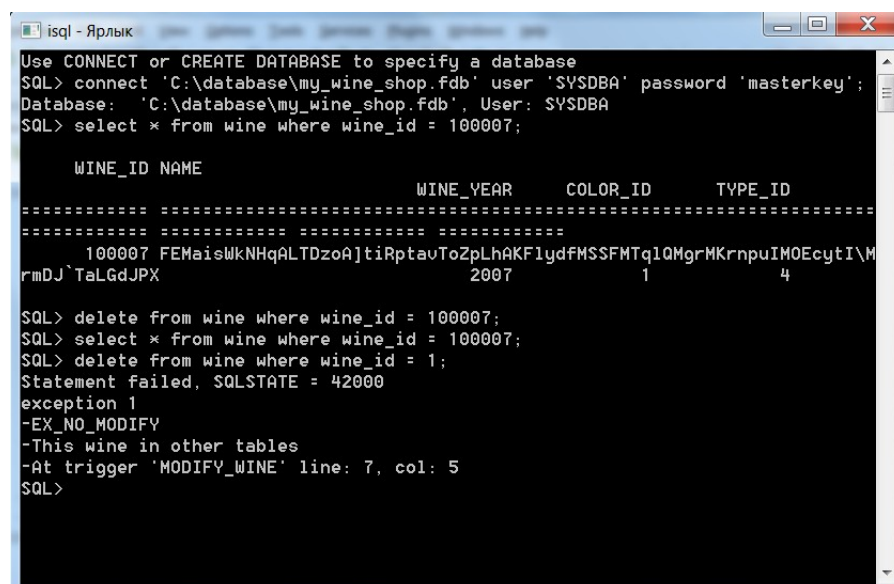 isql - Ярлык
Use CONNECT or CREATE DATABASE to specify a database
SQL> connect 'C:\database\my_wine_shop.fdb' user 'SYSDBA' password 'masterkey';
Database:  'C:\database\my_wine_shop.fdb', User: SYSDBA
SQL> select * from wine where wine_id = 100007;
WINE_ID NAME
WINE_YEAR COLOR_ID TYPE_ID
============ ===================================================================
============ ============ ============ ============
100007 FEMaisWkNHqALTDzoA]tiRptavToZpLhAKFlydfMSSFMTqlQMgrMKrnpuIMOEcytI\M
rmDJ`TaLGdJPX 2007 1 4
SQL> delete from wine where wine_id = 100007;
SQL> select * from wine where wine_id = 100007;
SQL> delete from wine where wine_id = 1;
Statement failed, SQLSTATE = 42000
exception 1
-EX_NO_MODIFY
-This wine in other tables
-At trigger 'MODIFY_WINE' line: 7, col: 5
SQL>